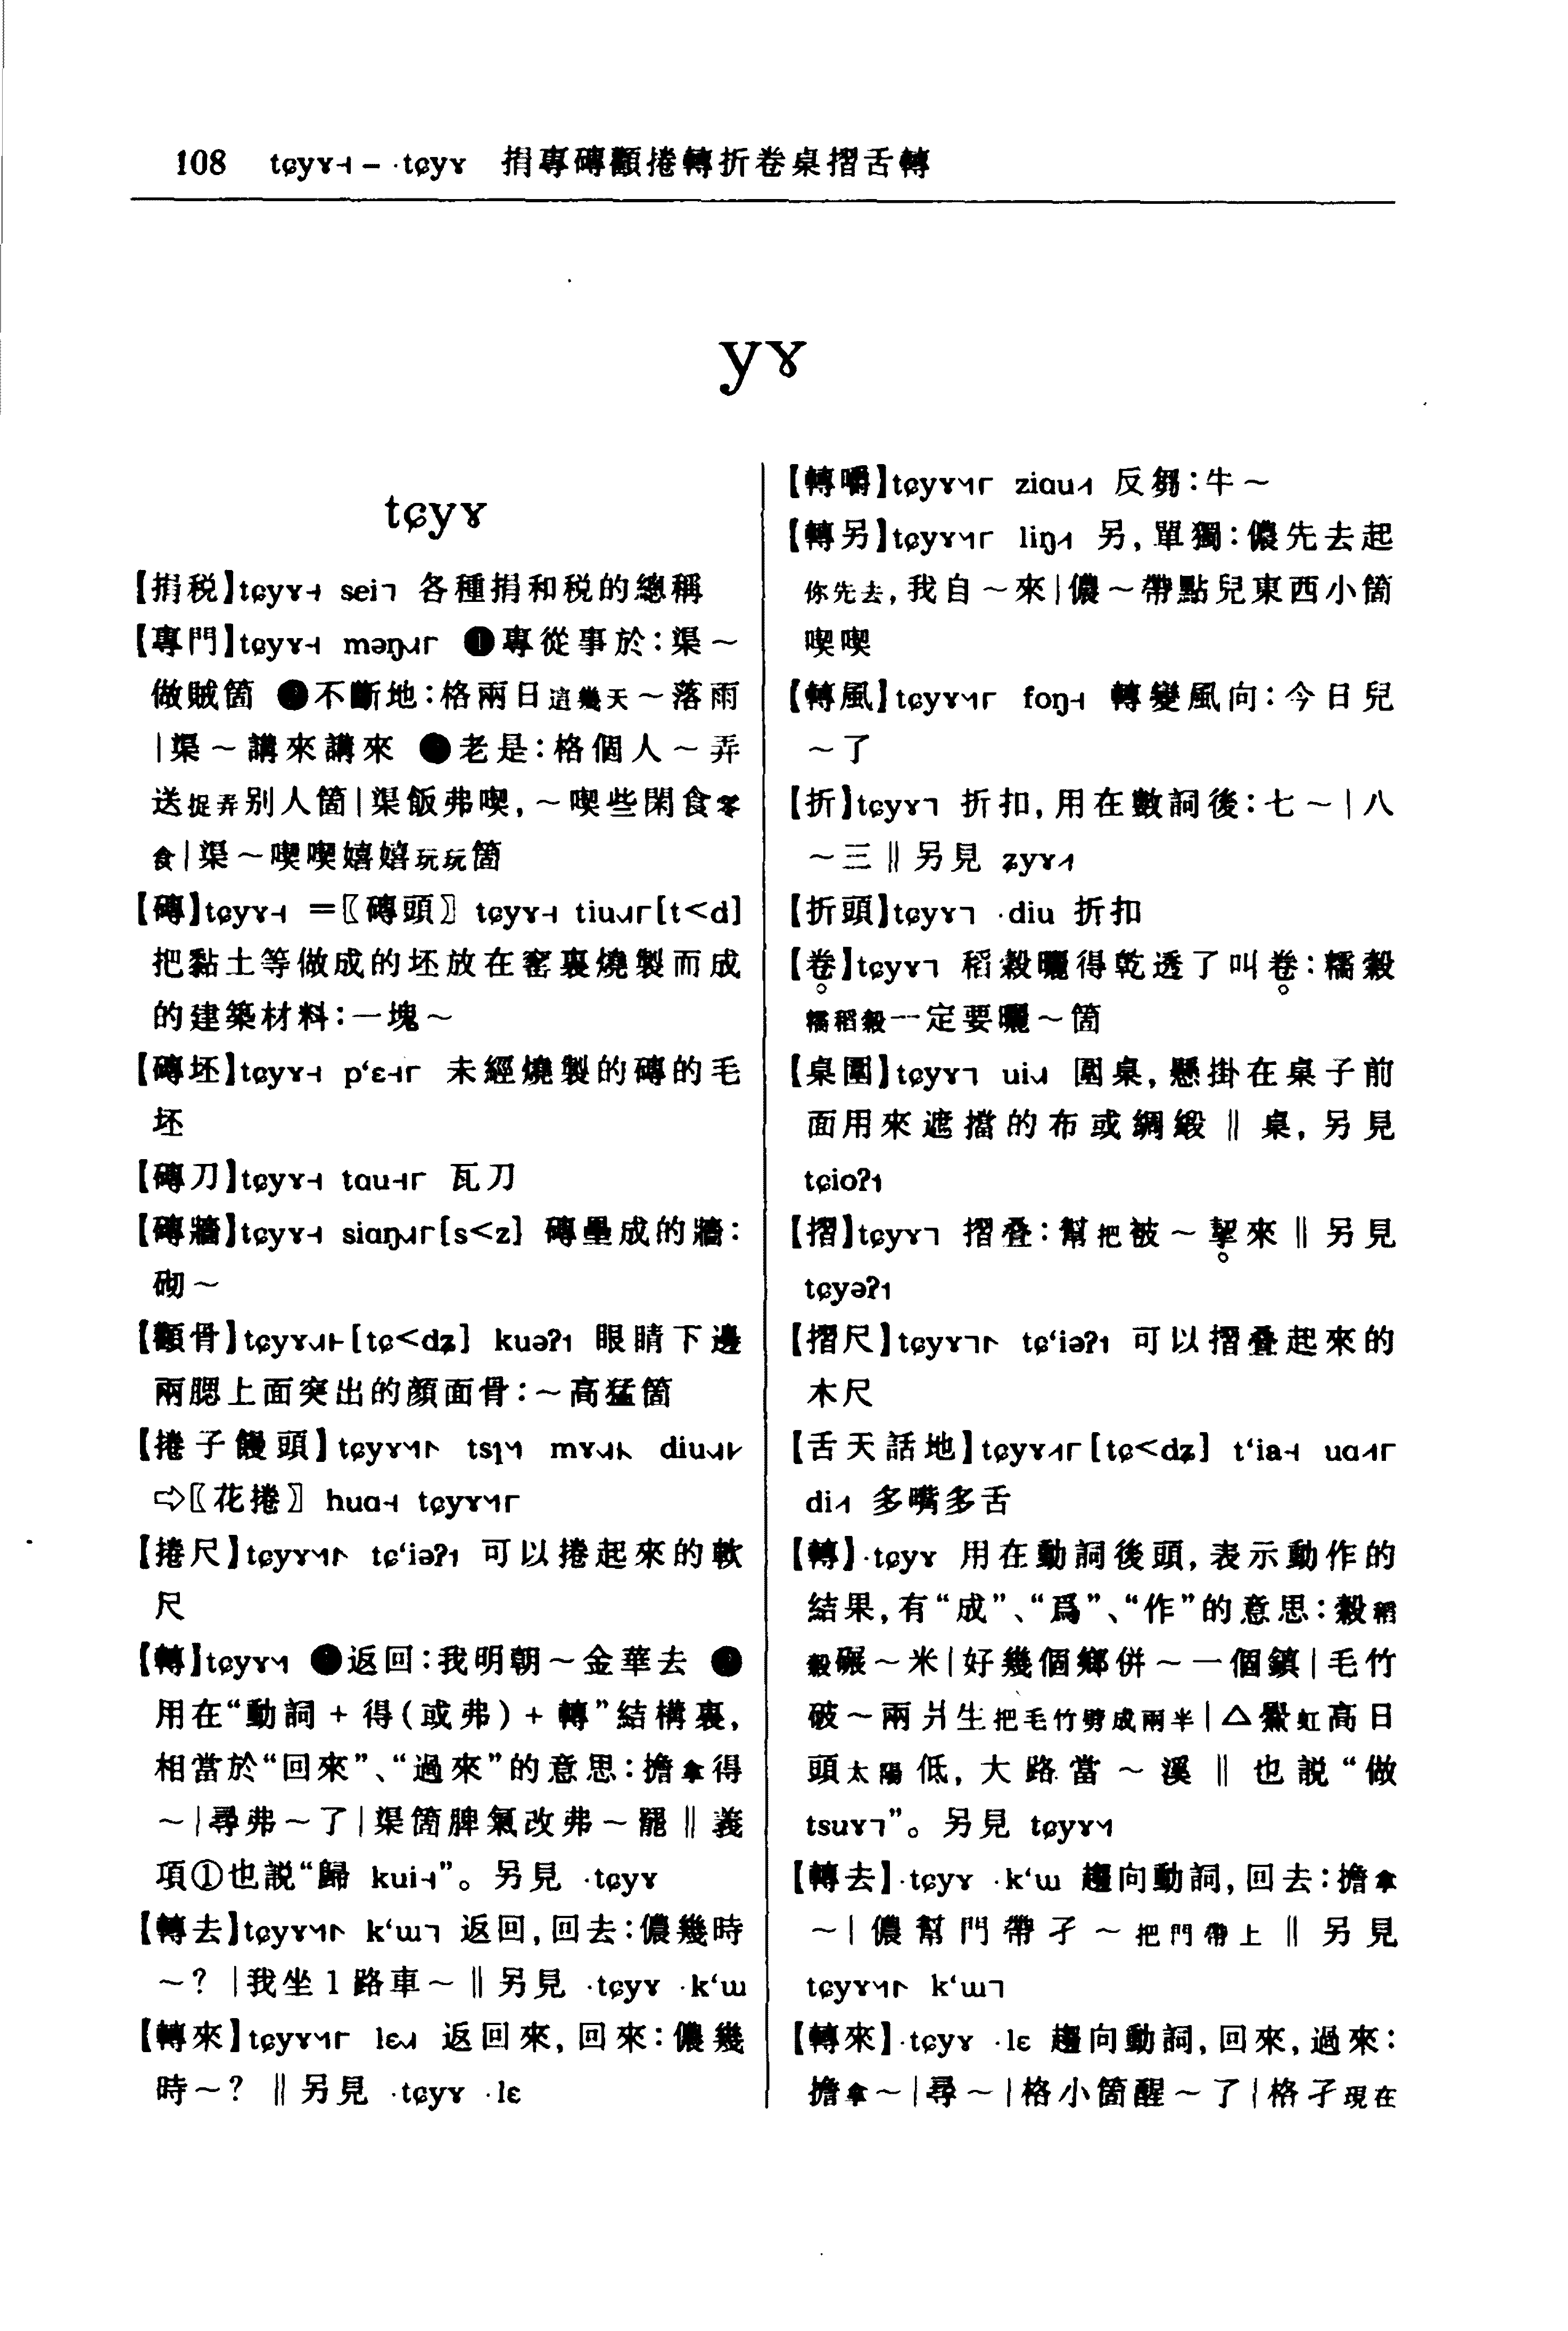 108 tɕyɤ˧ – ·tɕyɤ 捐專磚顴捲轉折卷桌摺舌轉
yɤ
tɕyɤ
【捐税】tɕyɤ˧ sei˥ 各種捐和税的總稱
【專門】tɕyɤ˧ məŋ ❶專從事於：渠～
做賊箇 ❷不斷地：格兩日這幾天～落雨
|渠～講來講來 ❸老是：格個人～弄
送捉弄别人箇|渠飯弗喫，～喫些閑食零
食|渠～喫喫嬉嬉玩玩箇
【磚】tɕyɤ˧ =〖磚頭〗 tɕyɤ˧ tiu[t<d]
把黏土等做成的坯放在窑裏燒製而成
的建築材料：一塊～
【磚坯】tɕyɤ˧ pʻɛ 未經燒製的磚的毛
坯
【磚刀】tɕyɤ˧ tɑu 瓦刀
【磚牆】tɕyɤ˧ siɑŋ[s<z] 磚壘成的牆：
砌～
【顴骨】tɕyɤ[tɕ<dʑ] kuəʔ 眼睛下邊
兩腮上面突出的顔面骨：～高猛箇
【捲子饅頭】tɕyɤ tsɿ mɤ diu
⇨〖花捲〗 huɑ˧ tɕyɤ
【捲尺】tɕyɤ tɕʻiəʔ 可以捲起來的軟
尺
【轉】tɕyɤ ❶返回：我明朝～金華去 ❷
用在“動詞+得（或弗）+轉”結構裏，
相當於“回來”、“過來”的意思：擔拿得
～|尋弗～了|渠箇脾氣改弗～罷‖義
項①也説“歸 kui˧”。另見 ·tɕyɤ
【轉去】tɕyɤ kʻɯ˥ 返回，回去：儂幾時
～？|我坐1路車～‖另見 ·tɕyɤ ·kʻɯ
【轉來】tɕyɤ lɛ 返回來，回來：儂幾
時～？‖另見 ·tɕyɤ ·lɛ
【轉嚼】tɕyɤ ziɑu 反芻：牛～
【轉另】tɕyɤ liŋ 另，單獨：儂先去起
你先去，我自～來|儂～帶點兒東西小箇
喫喫
【轉風】tɕyɤ foŋ˧ 轉變風向：今日兒
～了
【折】tɕyɤ˥ 折扣，用在數詞後：七～|八
～三‖另見 ʑyɤ
【折頭】tɕyɤ˥ ·diu 折扣
【卷】tɕyɤ˥ 稻穀曬得乾透了叫卷：糯穀
糯稻穀一定要曬～箇
【桌圍】tɕyɤ˥ ui 圍桌，懸掛在桌子前
面用來遮擋的布或綢緞‖桌，另見
tɕioʔ
【摺】tɕyɤ˥ 摺叠：幫把被～挐來‖另見
tɕyəʔ
【摺尺】tɕyɤ tɕʻiəʔ 可以摺叠起來的
木尺
【舌天話地】tɕyɤ[tɕ<dʑ] tʻia˧ uɑ
di 多嘴多舌
【轉】·tɕyɤ 用在動詞後頭，表示動作的
結果，有“成”、“爲”、“作”的意思：穀稻
穀碾～米|好幾個鄉併～一個鎮|毛竹
破～兩爿生把毛竹劈成兩半|△鱟虹高日
頭太陽低，大路當～溪‖也説“做
tsuɤ˥”。另見 tɕyɤ
【轉去】·tɕyɤ ·kʻɯ 趨向動詞，回去：擔拿
～|儂幫門帶孑～把門帶上‖另見
tɕyɤ kʻɯ˥
【轉來】·tɕyɤ ·lɛ 趨向動詞，回來，過來：
擔拿～|尋～|格小箇醒～了|格孑現在